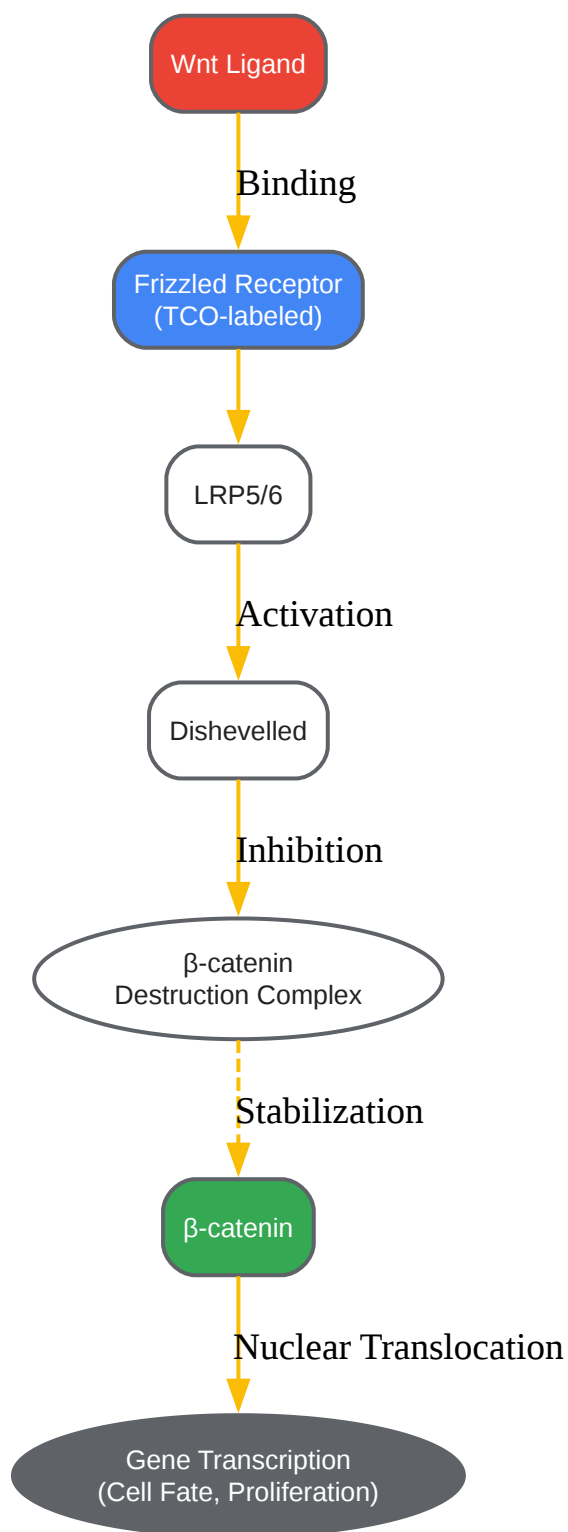 Wnt Ligand
Binding
Frizzled Receptor
(TCO-labeled)
LRP5/6
Activation
Dishevelled
Inhibition
β-catenin
Destruction Complex
Stabilization
β-catenin
Nuclear Translocation
Gene Transcription
(Cell Fate, Proliferation)